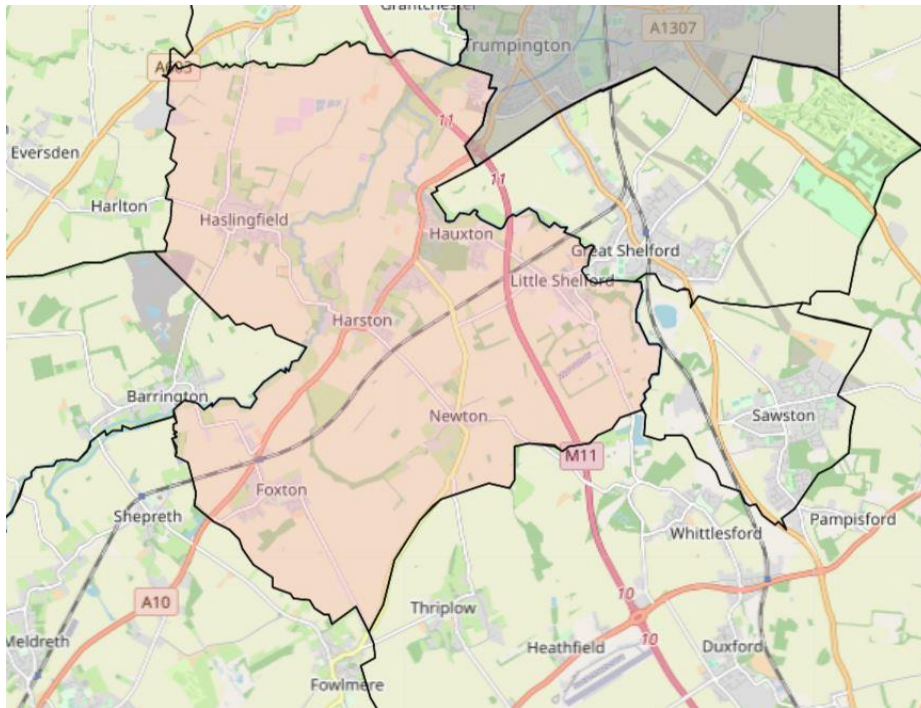 Grantchester
A1307
Trumpington
A603
11
Eversden
11
Harlton
Haslingfield
Hauxton
Great Shelford
Little Shelford
Harston
Barrington
Newton
Sawston
M11
Foxton
Shepreth
Pampisford
Whittlesford
A10
10
Thriplow
10
Meldreth
Heathfield
Duxford
Fowlmere